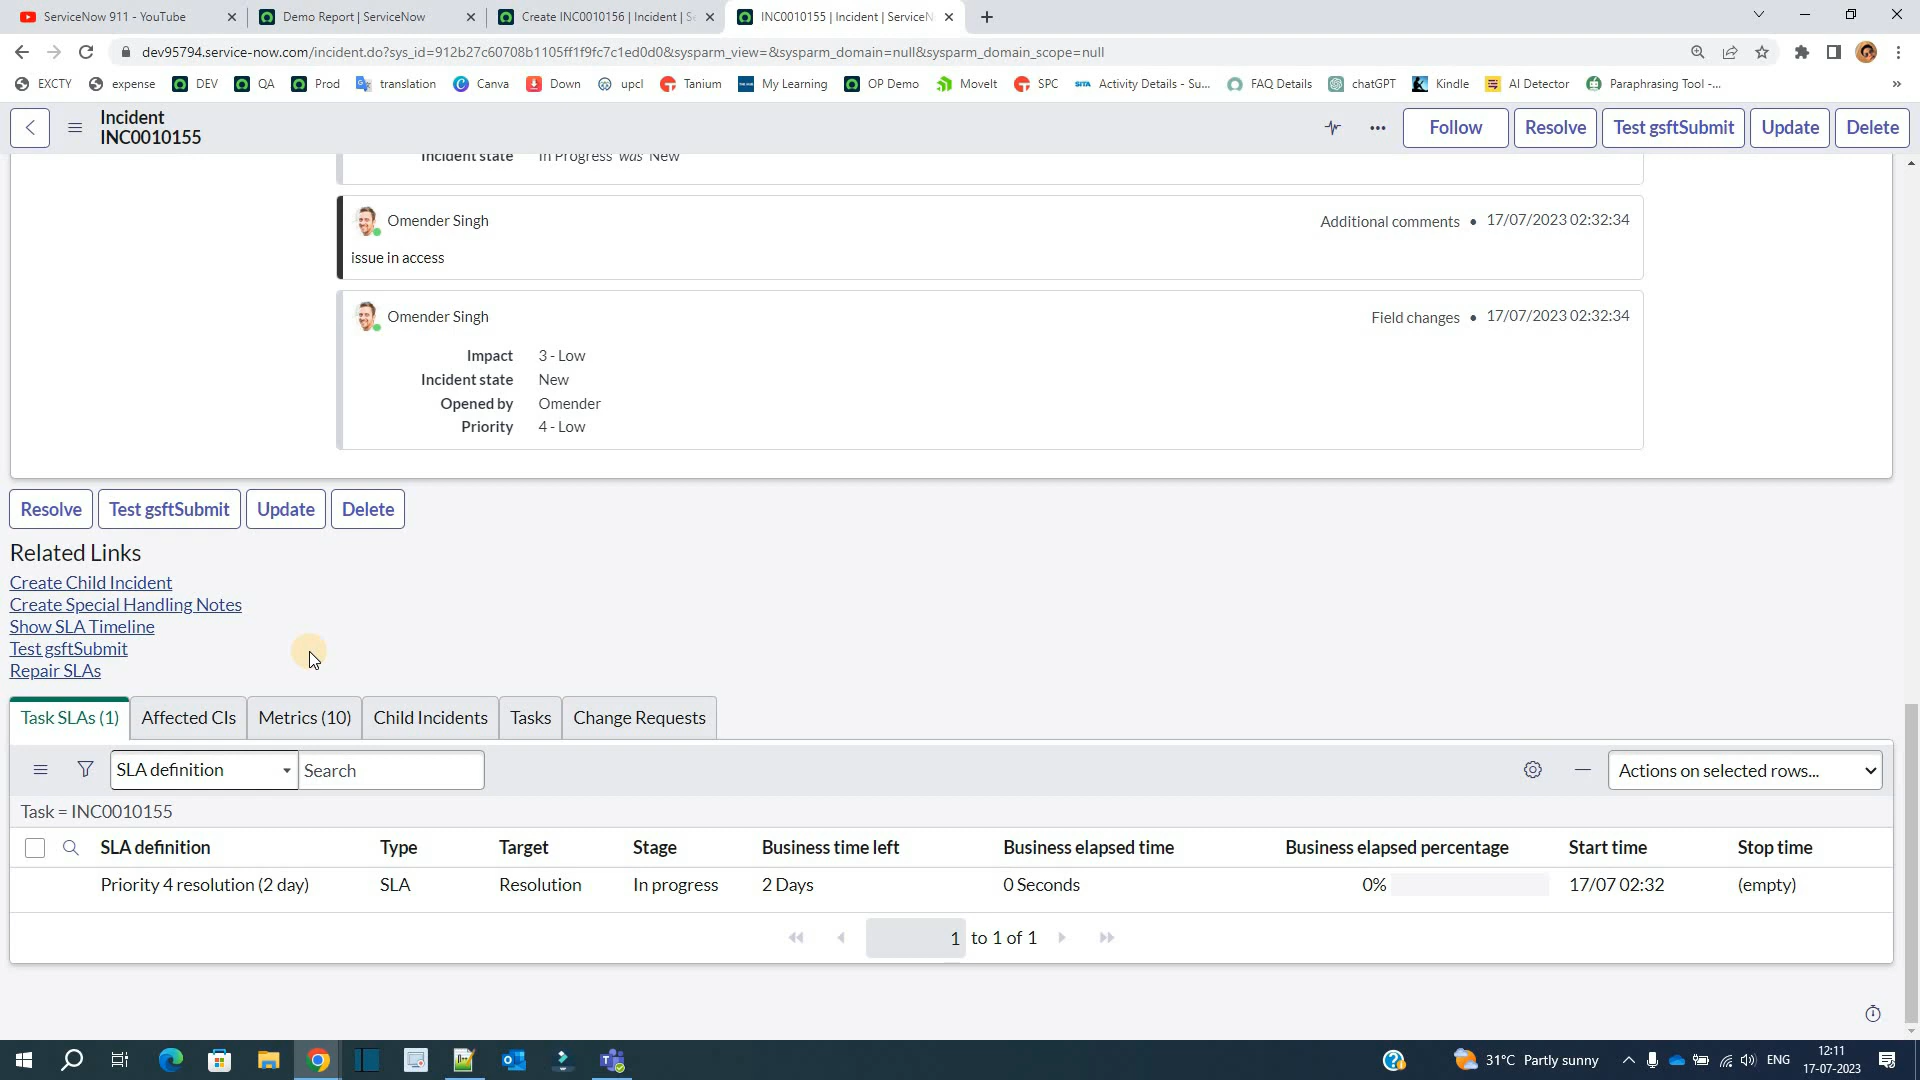 ServiceNow 911 - YouTube
Demo Report | ServiceNow
Create INC0010156 | Incident | Se
INC0010155 | Incident | ServiceN
dev95794.service-now.com/incident.do?sys_id=912b27c60708b1105ff1f9fc7c1ed0d0&sysparm_view=&sysparm_domain=null&sysparm_domain_scope=null
EXCTY expense DEV QA Prod translation Canva Down upcl Tanium My Learning OP Demo MoveIt SPC Activity Details - Su... FAQ Details chatGPT Kindle AI Detector Paraphrasing Tool -... »
Incident
INC0010155
Follow Resolve Test gsftSubmit Update Delete
Incident state In Progress was New
Omender Singh Additional comments • 17/07/2023 02:32:34
issue in access
Omender Singh Field changes • 17/07/2023 02:32:34
Impact 3 - Low
Incident state New
Opened by Omender
Priority 4 - Low
Resolve Test gsftSubmit Update Delete
Related Links
Create Child Incident
Create Special Handling Notes
Show SLA Timeline
Test gsftSubmit
Repair SLAs
Task SLAs (1) Affected CIs Metrics (10) Child Incidents Tasks Change Requests
SLA definition Search Actions on selected rows...
Task = INC0010155
SLA definition Type Target Stage Business time left Business elapsed time Business elapsed percentage Start time Stop time
Priority 4 resolution (2 day) SLA Resolution In progress 2 Days 0 Seconds 0% 17/07 02:32 (empty)
1 to 1 of 1
31°C Partly sunny ENG 12:11
17-07-2023